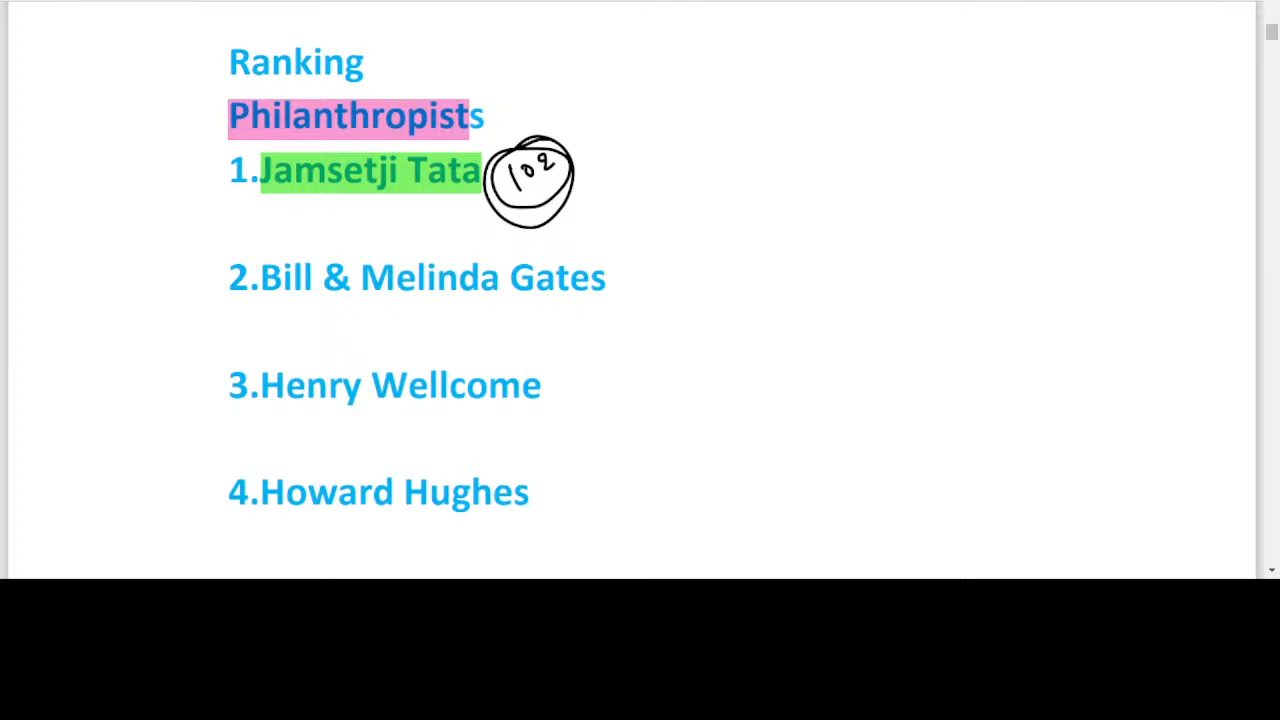 Ranking
Philanthropists
1.Jamsetji Tata 102
2.Bill & Melinda Gates
3.Henry Wellcome
4.Howard Hughes